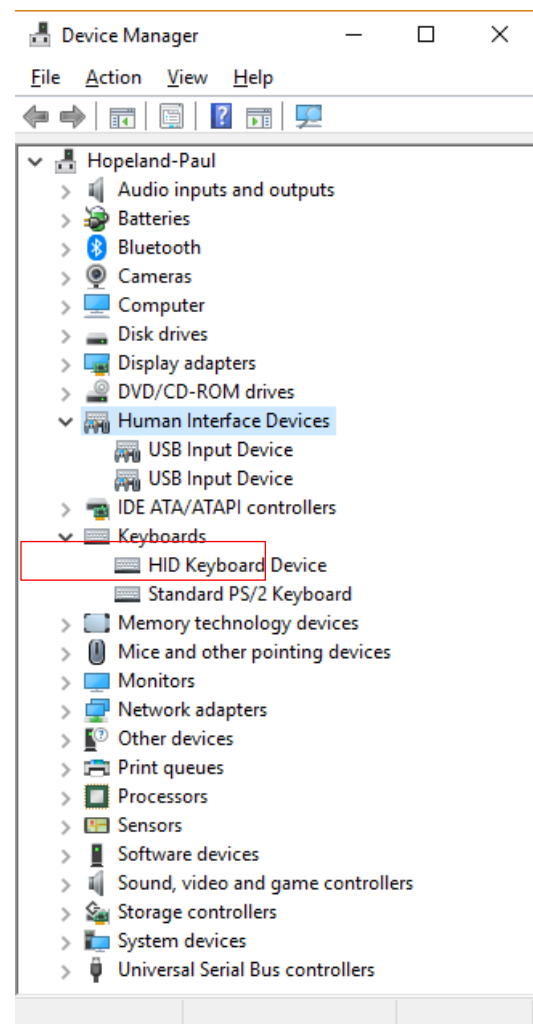 Device Manager
File Action View Help
Hopeland-Paul
Audio inputs and outputs
Batteries
Bluetooth
Cameras
Computer
Disk drives
Display adapters
DVD/CD-ROM drives
Human Interface Devices
USB Input Device
USB Input Device
IDE ATA/ATAPI controllers
Keyboards
HID Keyboard Device
Standard PS/2 Keyboard
Memory technology devices
Mice and other pointing devices
Monitors
Network adapters
Other devices
Print queues
Processors
Sensors
Software devices
Sound, video and game controllers
Storage controllers
System devices
Universal Serial Bus controllers